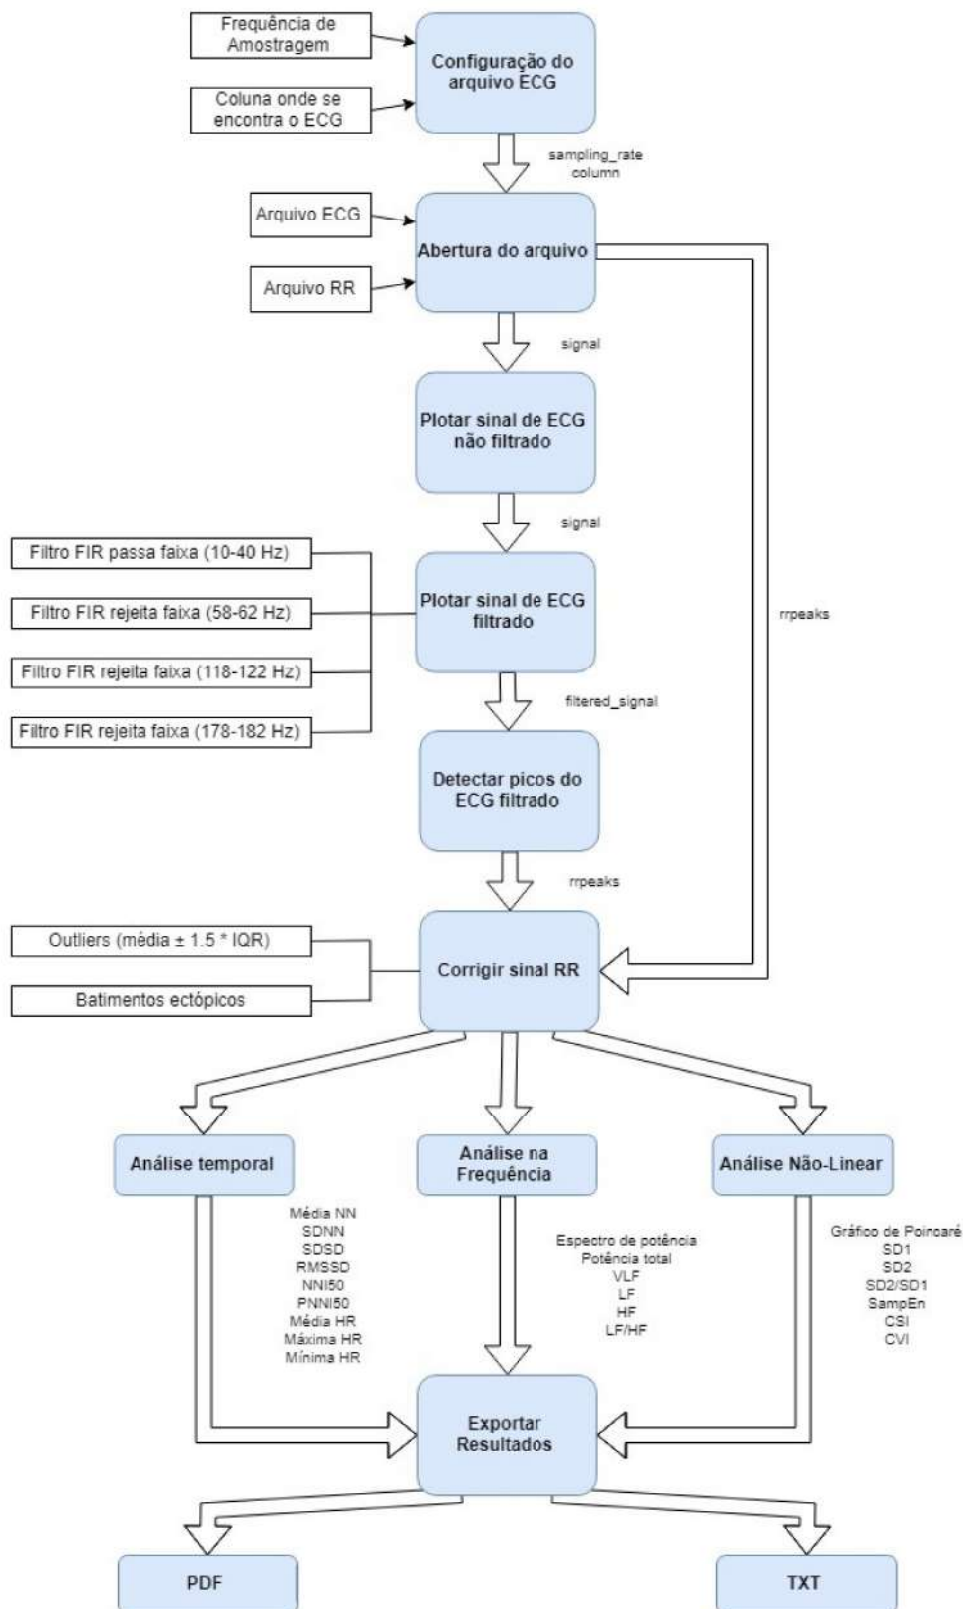 Frequência de
Amostragem
Configuração do
arquivo ECG
Coluna onde se
encontra o ECG
sampling_rate
column
Arquivo ECG
Abertura do arquivo
Arquivo RR
signal
Plotar sinal de ECG
não filtrado
signal
Filtro FIR passa faixa (10-40 Hz)
Filtro FIR rejeita faixa (58-62 Hz)
Filtro FIR rejeita faixa (118-122 Hz)
Filtro FIR rejeita faixa (178-182 Hz)
Plotar sinal de ECG
filtrado
rrpeaks
filtered_signal
Detectar picos do
ECG filtrado
rrpeaks
Outliers (média ± 1.5 * IQR)
Batimentos ectópicos
Corrigir sinal RR
Análise temporal
Análise na
Frequência
Análise Não-Linear
Média NN
SDNN
SDSD
RMSSD
NNI50
PNNI50
Média HR
Máxima HR
Mínima HR
Espectro de potência
Potência total
VLF
LF
HF
LF/HF
Gráfico de Poincaré
SD1
SD2
SD2/SD1
SampEn
CSI
CVI
Exportar
Resultados
PDF
TXT